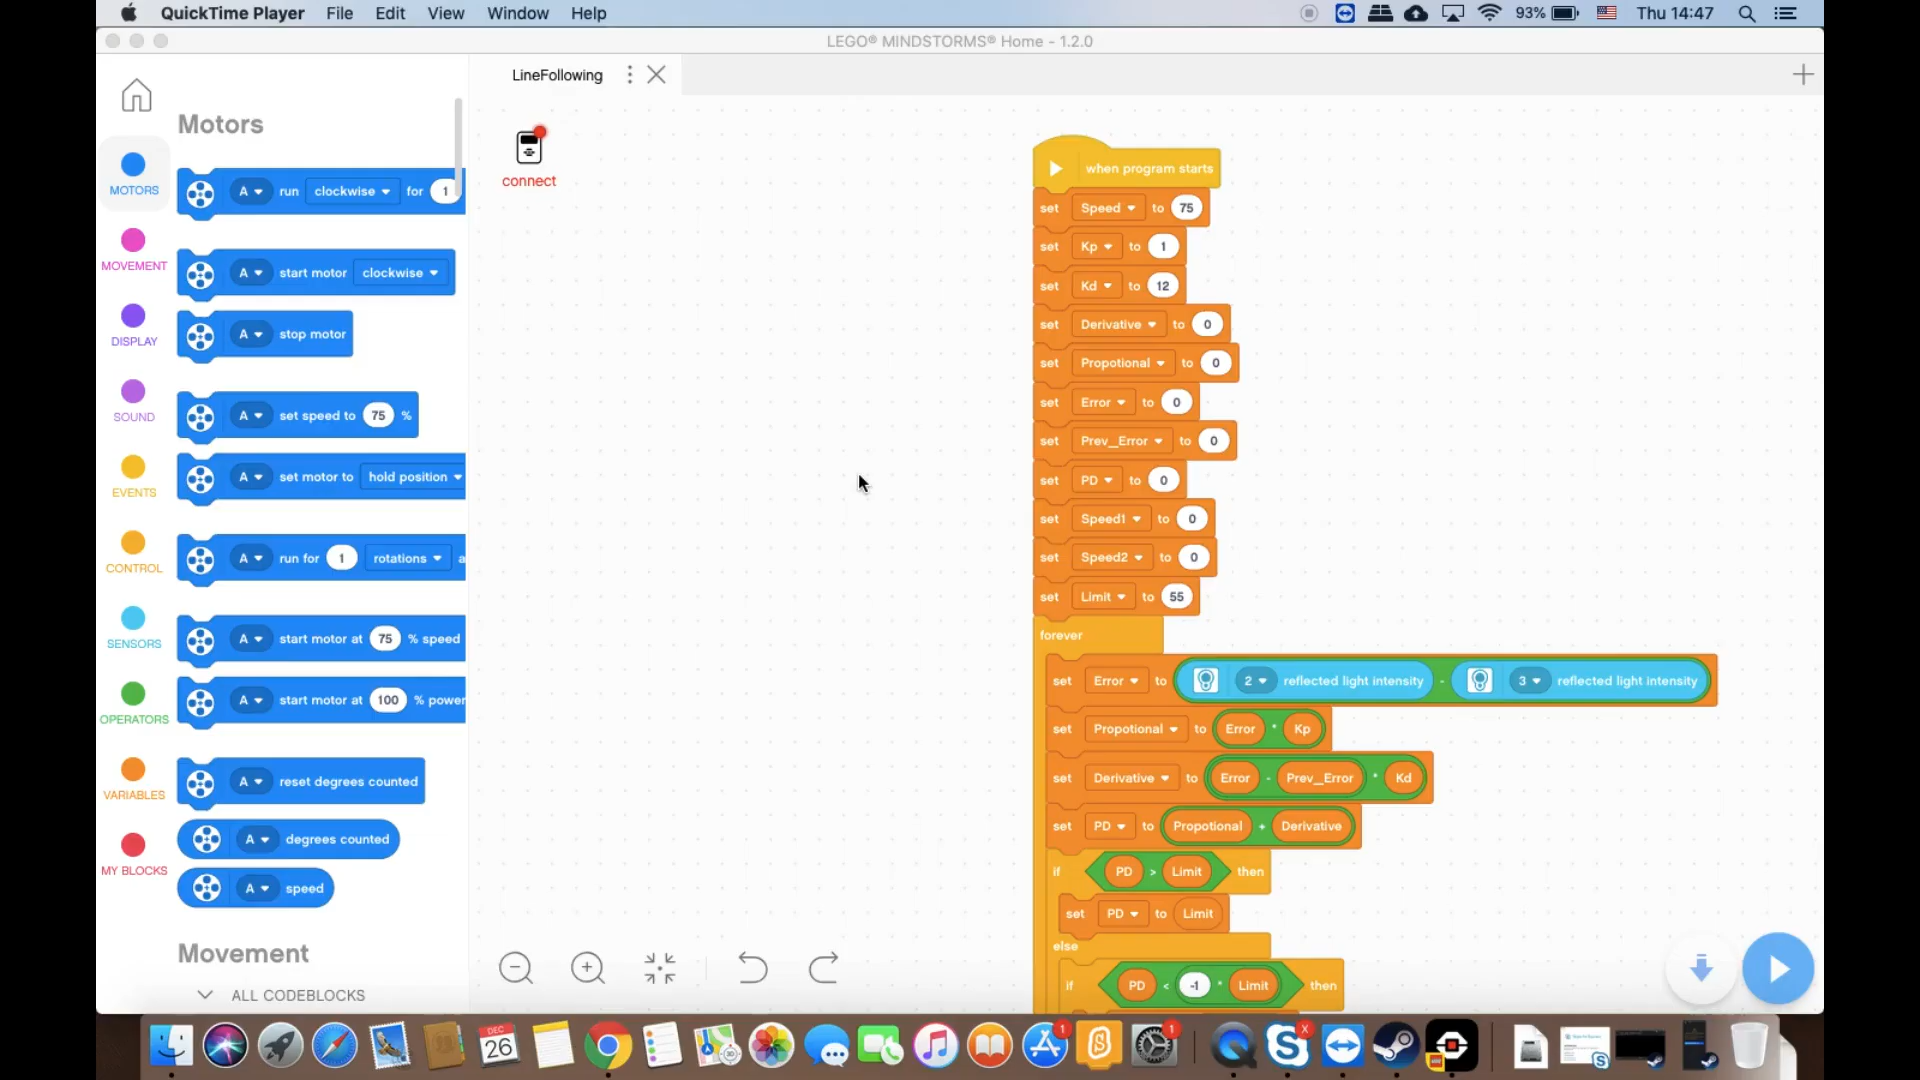 QuickTime Player File Edit View Window Help 93% Thu 14:47
LEGO® MINDSTORMS® Home - 1.2.0
LineFollowing
connect
MOTORS
MOVEMENT
DISPLAY
SOUND
EVENTS
CONTROL
SENSORS
OPERATORS
VARIABLES
MY BLOCKS
Motors
A run clockwise for 1
A start motor clockwise
A stop motor
A set speed to 75 %
A set motor to hold position
A run for 1 rotations a
A start motor at 75 % speed
A start motor at 100 % power
A reset degrees counted
A degrees counted
A speed
Movement
ALL CODEBLOCKS
when program starts
set Speed to 75
set Kp to 1
set Kd to 12
set Derivative to 0
set Propotional to 0
set Error to 0
set Prev_Error to 0
set PD to 0
set Speed1 to 0
set Speed2 to 0
set Limit to 55
forever
set Error to 2 reflected light intensity - 3 reflected light intensity
set Propotional to Error * Kp
set Derivative to Error - Prev_Error * Kd
set PD to Propotional + Derivative
if PD > Limit then
set PD to Limit
else
if PD < -1 * Limit then
DEC
26
1
1
X